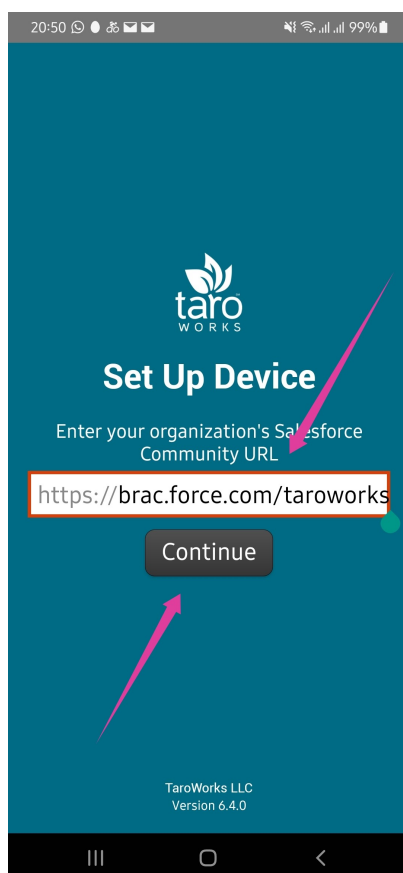 20:50 99%
taro
WORKS
Set Up Device
Enter your organization's Salesforce
Community URL
https://brac.force.com/taroworks
Continue
TaroWorks LLC
Version 6.4.0